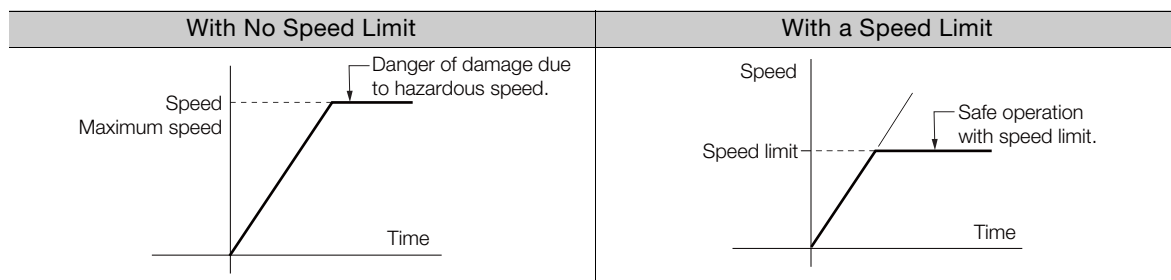 With No Speed Limit
With a Speed Limit
Danger of damage due
to hazardous speed.
Speed
Maximum speed
Time
Speed
Safe operation
with speed limit.
Speed limit
Time